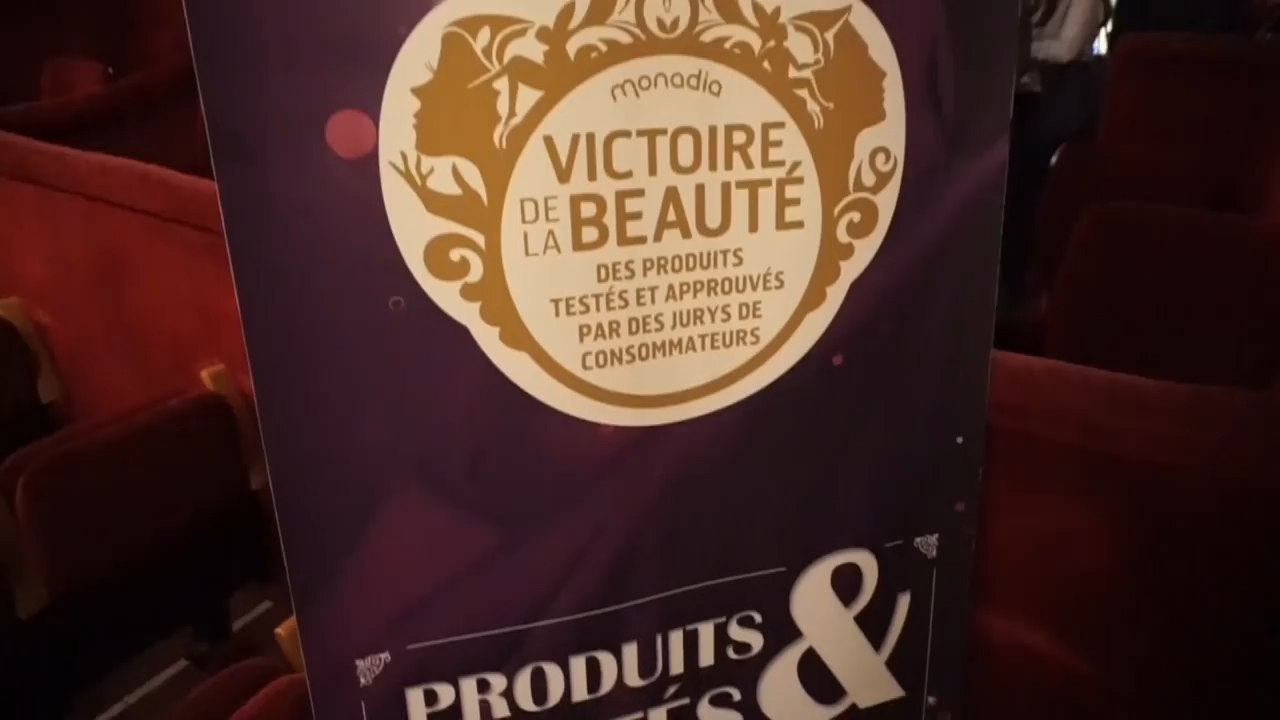 monadia
VICTOIRE
DE LA BEAUTÉ
DES PRODUITS
TESTÉS ET APPROUVÉS
PAR DES JURYS DE
CONSOMMATEURS
PRODUITS &